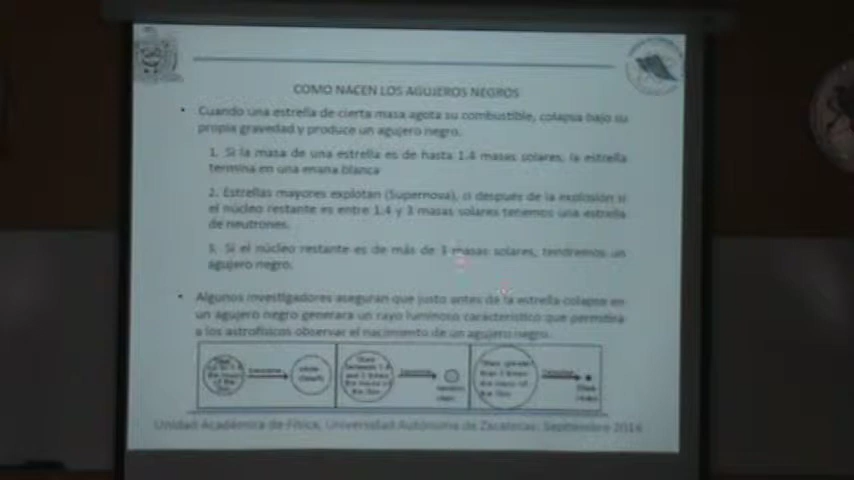 COMO NACEN LOS AGUJEROS NEGROS
• Cuando una estrella de cierta masa agota su combustible, colapsa bajo su
propia gravedad y produce un agujero negro.
1. Si la masa de una estrella es de hasta 1.4 masas solares, la estrella
termina en una enana blanca
2. Estrellas mayores explotan (Supernova), si después de la explosión si
el núcleo restante es entre 1.4 y 3 masas solares tenemos una estrella
de neutrones.
3. Si el núcleo restante es de más de 3 masas solares, tendremos un
agujero negro.
• Algunos investigadores aseguran que justo antes de la estrella colapse en
un agujero negro generara un rayo luminoso característico que permitira
a los astrofísicos observar el nacimiento de un agujero negro.
Unidad Académica de Física, Universidad Autónoma de Zacatecas. Septiembre 2014